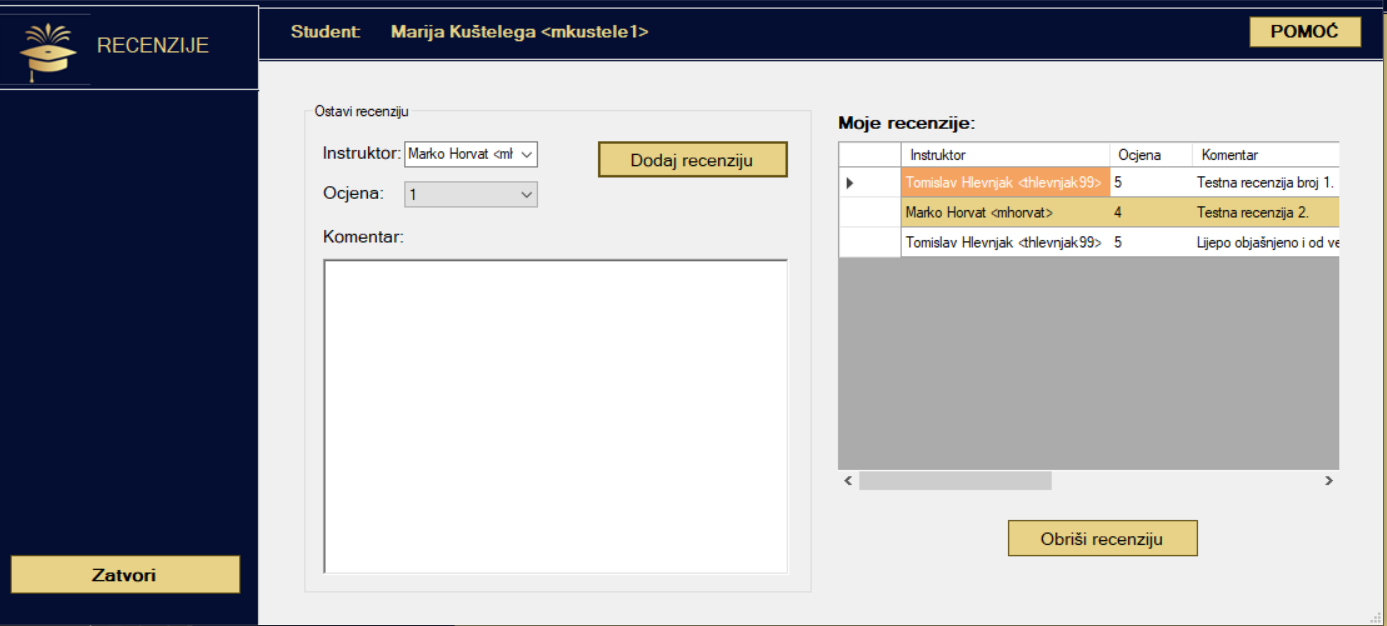 RECENZIJE
Student: Marija Kuštelega <mkustele1>
POMOĆ
Ostavi recenziju
Instruktor: Marko Horvat
Dodaj recenziju
Ocjena: 1
Komentar:
Moje recenzije:
Instruktor Ocjena Komentar
Tomislav Hlevnjak <thlevnjak99> 5 Testna recenzija broj 1.
Marko Horvat <mhorvat> 4 Testna recenzija 2.
Tomislav Hlevnjak <thlevnjak99> 5 Lijepo objašnjeno i od ve
Obriši recenziju
Zatvori